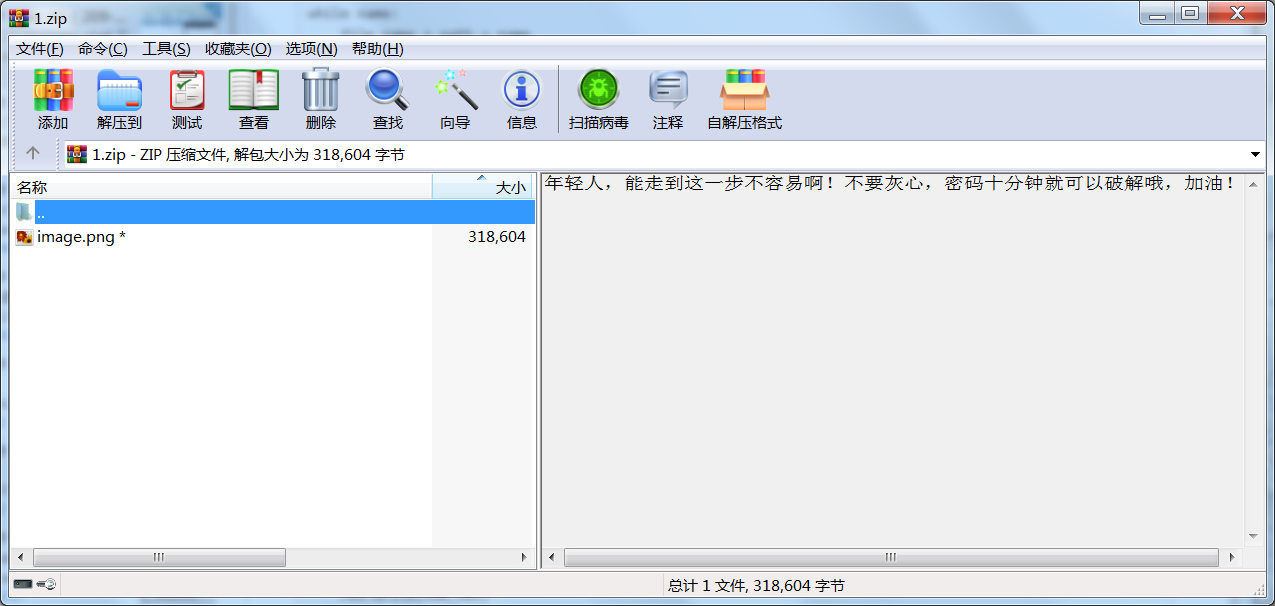 1.zip
文件(F) 命令(C) 工具(S) 收藏夹(O) 选项(N) 帮助(H)
添加 解压到 测试 查看 删除 查找 向导 信息 扫描病毒 注释 自解压格式
1.zip - ZIP 压缩文件, 解包大小为 318,604 字节
名称 大小
..
image.png * 318,604
年轻人，能走到这一步不容易啊！不要灰心，密码十分钟就可以破解哦，加油！
总计 1 文件, 318,604 字节